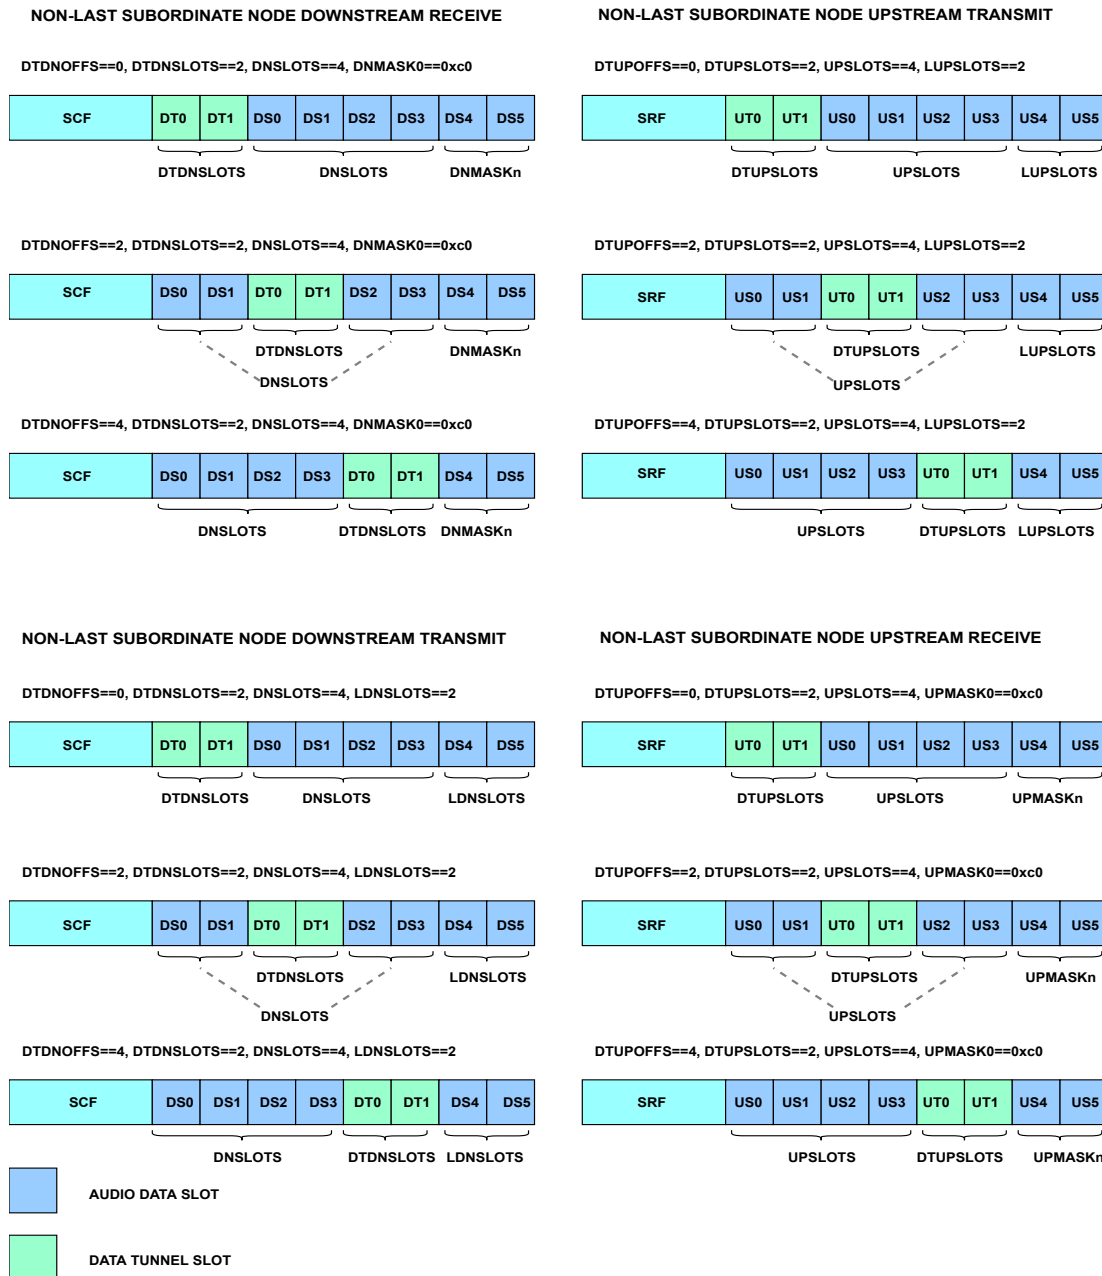 NON-LAST SUBORDINATE NODE DOWNSTREAM RECEIVE
DTDNOFFS==0, DTDNSLOTS==2, DNSLOTS==4, DNMASK0==0xc0
SCF DT0 DT1 DS0 DS1 DS2 DS3 DS4 DS5
DTDNSLOTS DNSLOTS DNMASKn
DTDNOFFS==2, DTDNSLOTS==2, DNSLOTS==4, DNMASK0==0xc0
SCF DS0 DS1 DT0 DT1 DS2 DS3 DS4 DS5
DTDNSLOTS DNMASKn
DNSLOTS
DTDNOFFS==4, DTDNSLOTS==2, DNSLOTS==4, DNMASK0==0xc0
SCF DS0 DS1 DS2 DS3 DT0 DT1 DS4 DS5
DNSLOTS DTDNSLOTS DNMASKn
NON-LAST SUBORDINATE NODE UPSTREAM TRANSMIT
DTUPOFFS==0, DTUPSLOTS==2, UPSLOTS==4, LUPSLOTS==2
SRF UT0 UT1 US0 US1 US2 US3 US4 US5
DTUPSLOTS UPSLOTS LUPSLOTS
DTUPOFFS==2, DTUPSLOTS==2, UPSLOTS==4, LUPSLOTS==2
SRF US0 US1 UT0 UT1 US2 US3 US4 US5
DTUPSLOTS LUPSLOTS
UPSLOTS
DTUPOFFS==4, DTUPSLOTS==2, UPSLOTS==4, LUPSLOTS==2
SRF US0 US1 US2 US3 UT0 UT1 US4 US5
UPSLOTS DTUPSLOTS LUPSLOTS
NON-LAST SUBORDINATE NODE DOWNSTREAM TRANSMIT
DTDNOFFS==0, DTDNSLOTS==2, DNSLOTS==4, LDNSLOTS==2
SCF DT0 DT1 DS0 DS1 DS2 DS3 DS4 DS5
DTDNSLOTS DNSLOTS LDNSLOTS
DTDNOFFS==2, DTDNSLOTS==2, DNSLOTS==4, LDNSLOTS==2
SCF DS0 DS1 DT0 DT1 DS2 DS3 DS4 DS5
DTDNSLOTS LDNSLOTS
DNSLOTS
DTDNOFFS==4, DTDNSLOTS==2, DNSLOTS==4, LDNSLOTS==2
SCF DS0 DS1 DS2 DS3 DT0 DT1 DS4 DS5
DNSLOTS DTDNSLOTS LDNSLOTS
NON-LAST SUBORDINATE NODE UPSTREAM RECEIVE
DTUPOFFS==0, DTUPSLOTS==2, UPSLOTS==4, UPMASK0==0xc0
SRF UT0 UT1 US0 US1 US2 US3 US4 US5
DTUPSLOTS UPSLOTS UPMASKn
DTUPOFFS==2, DTUPSLOTS==2, UPSLOTS==4, UPMASK0==0xc0
SRF US0 US1 UT0 UT1 US2 US3 US4 US5
DTUPSLOTS UPMASKn
UPSLOTS
DTUPOFFS==4, DTUPSLOTS==2, UPSLOTS==4, UPMASK0==0xc0
SRF US0 US1 US2 US3 UT0 UT1 US4 US5
UPSLOTS DTUPSLOTS UPMASKn
AUDIO DATA SLOT
DATA TUNNEL SLOT